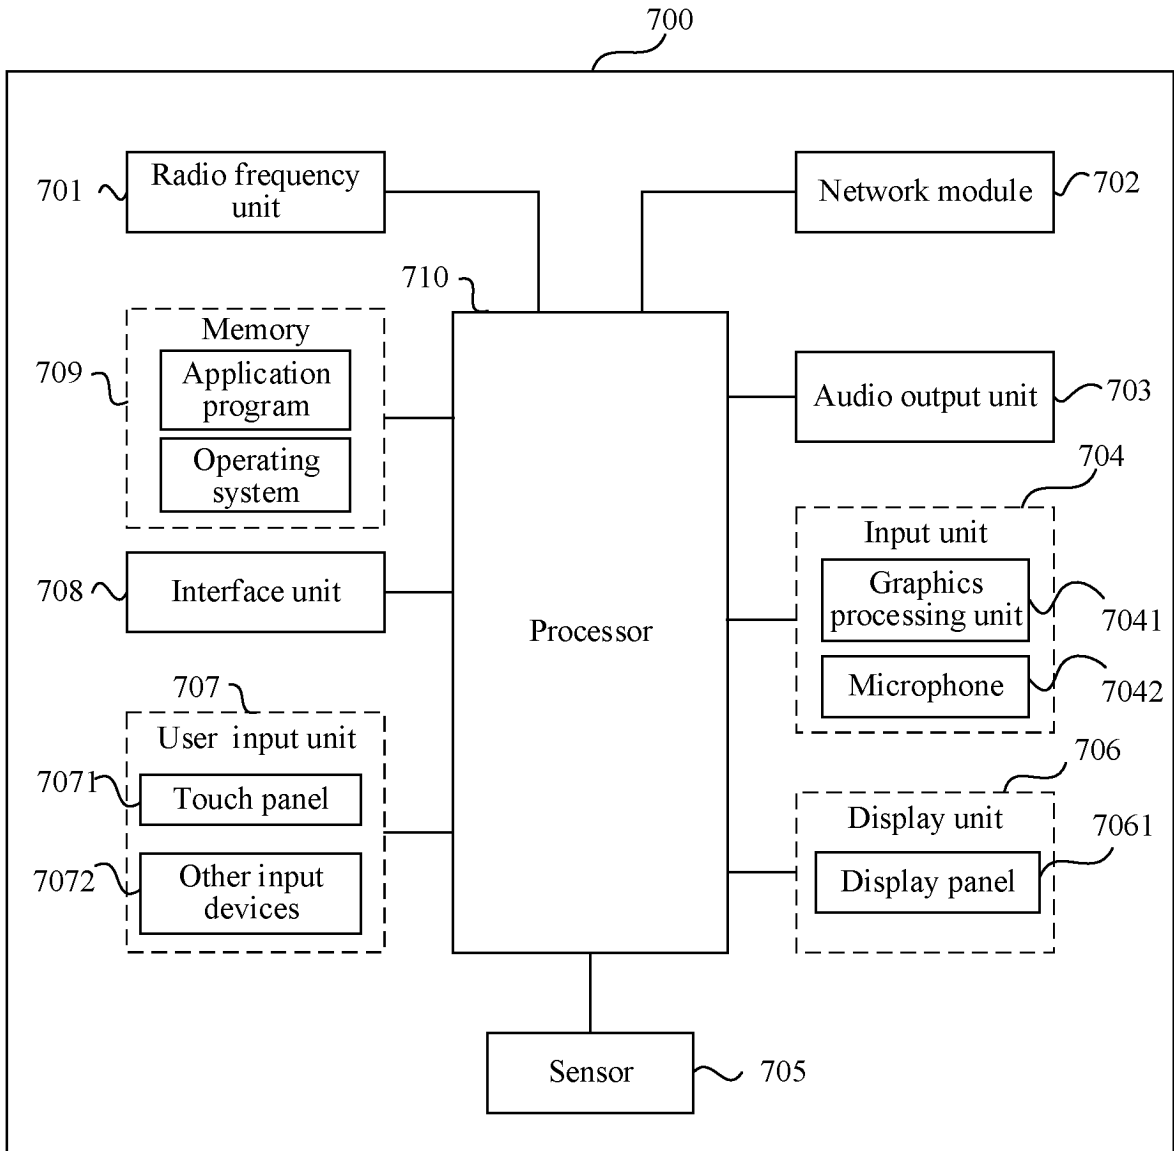 700
701
Radio frequency
unit
Network module
702
710
709
Memory
Application
program
Operating
system
Audio output unit
703
704
Input unit
Graphics
processing unit
7041
Microphone
7042
708
Interface unit
Processor
707
User input unit
7071
Touch panel
7072
Other input
devices
706
Display unit
7061
Display panel
Sensor
705